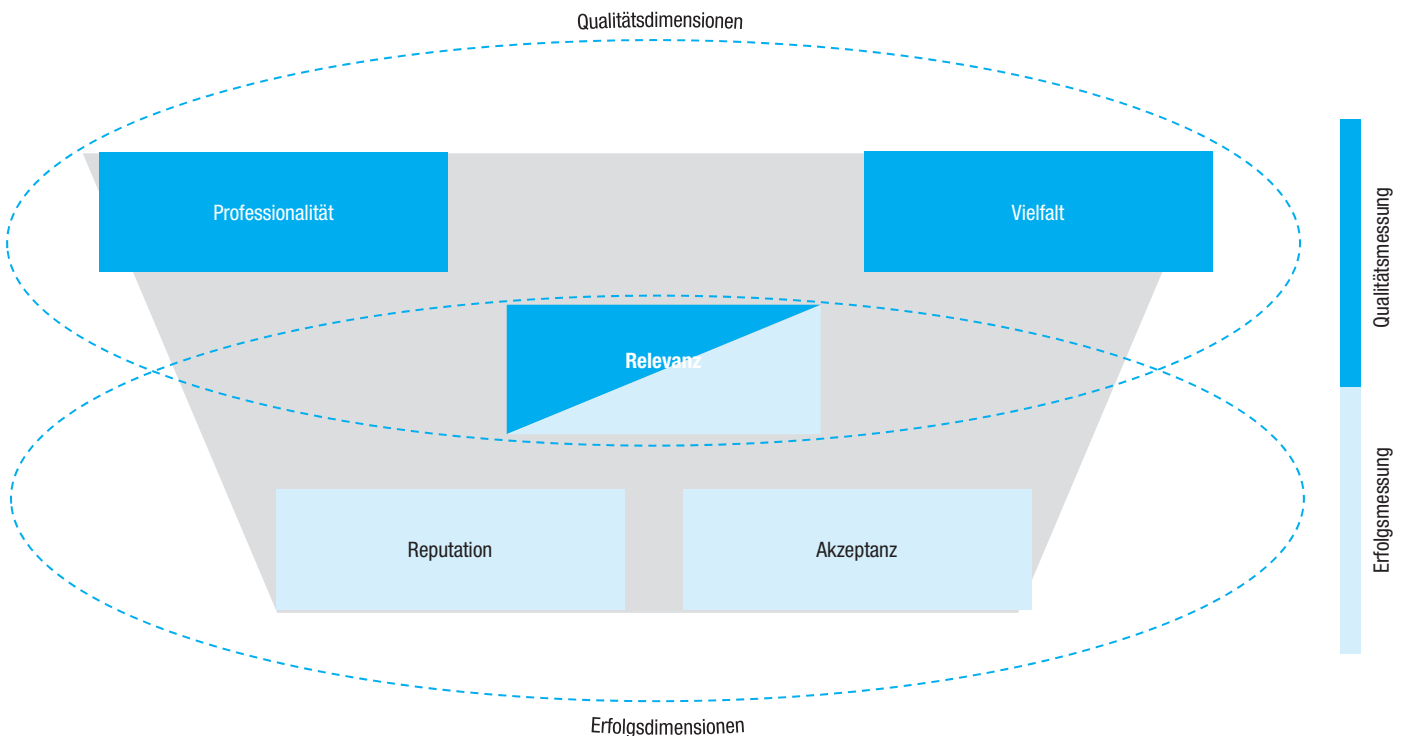 Qualitätsdimensionen
Professionalität
Vielfalt
Relevanz
Reputation
Akzeptanz
Erfolgsdimensionen
Qualitätsmessung
Erfolgsmessung